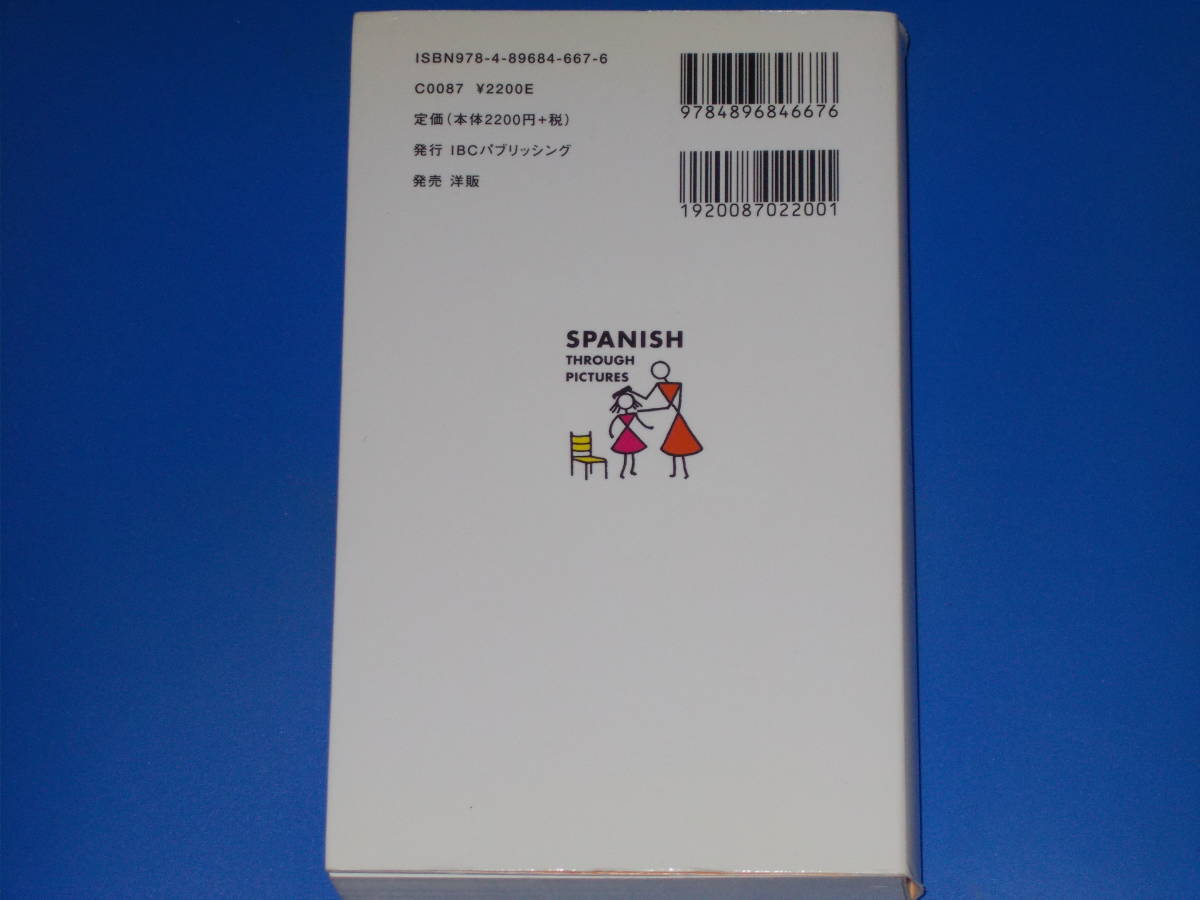 ISBN978-4-89684-667-6
C0087 ¥2200E
定価(本体2200円+税)
発行 IBCパブリッシング
発売 洋販
9784896846676
1920087022001
SPANISH
THROUGH
PICTURES